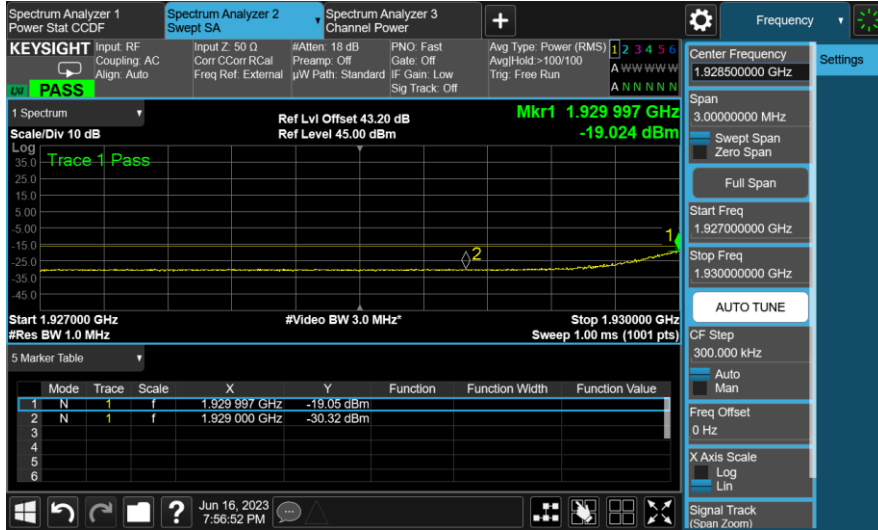 Spectrum Analyzer 1
Power Stat CCDF
Spectrum Analyzer 2
Swept SA
Spectrum Analyzer 3
Channel Power
Frequency
KEYSIGHT
Input: RF
Coupling: AC
Align: Auto
Input Z: 50 Ω
Corr CCorr RCal
Freq Ref: External
#Atten: 18 dB
Preamp: Off
µW Path: Standard
PNO: Fast
Gate: Off
IF Gain: Low
Sig Track: Off
Avg Type: Power (RMS)
Avg|Hold:>100/100
Trig: Free Run
1 2 3 4 5 6
A W W W W W
A N N N N N
LXI
PASS
1 Spectrum
Scale/Div 10 dB
Ref Lvl Offset 43.20 dB
Ref Level 45.00 dBm
Mkr1 1.929 997 GHz
-19.024 dBm
Log
Trace 1 Pass
35.0
25.0
15.0
5.00
-5.00
-15.0
-25.0
-35.0
-45.0
1
2
Start 1.927000 GHz
#Res BW 1.0 MHz
#Video BW 3.0 MHz*
Stop 1.930000 GHz
Sweep 1.00 ms (1001 pts)
5 Marker Table
Mode Trace Scale X Y Function Function Width Function Value
1 N 1 f 1.929 997 GHz -19.05 dBm
2 N 1 f 1.929 000 GHz -30.32 dBm
3
4
5
6
Center Frequency
1.928500000 GHz
Settings
Span
3.00000000 MHz
Swept Span
Zero Span
Full Span
Start Freq
1.927000000 GHz
Stop Freq
1.930000000 GHz
AUTO TUNE
CF Step
300.000 kHz
Auto
Man
Freq Offset
0 Hz
X Axis Scale
Log
Lin
Signal Track
(Span Zoom)
?
Jun 16, 2023
7:56:52 PM